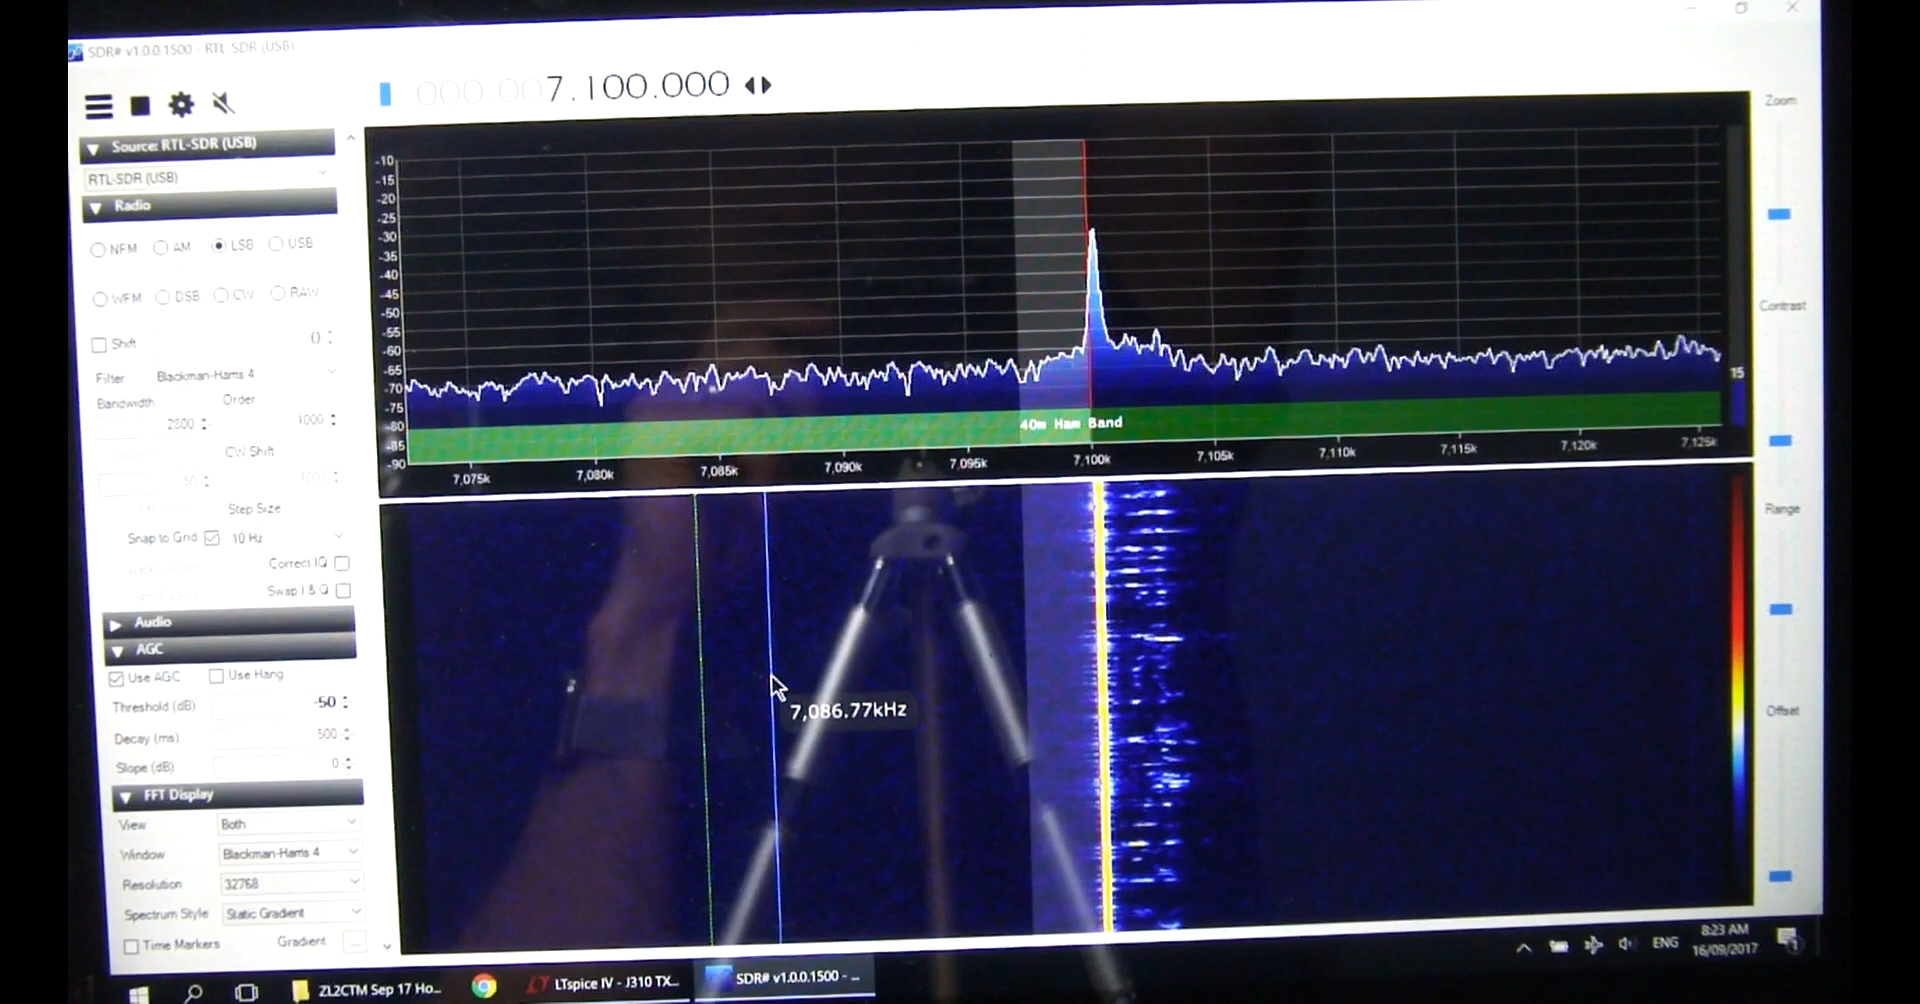 SDR# v1.0.0.1500 - RTL-SDR (USB)
000.007.100.000
Source: RTL-SDR (USB)
RTL-SDR (USB)
Radio
NFM AM LSB USB
WFM DSB CW RAW
Shift 0
Filter Blackman-Harris 4
Bandwidth Order
2800 1000
CW Shift
50
Step Size
Snap to Grid 10 Hz
Correct IQ
Swap I & Q
Audio
AGC
Use AGC Use Hang
Threshold (dB) -50
Decay (ms) 500
Slope (dB) 0
FFT Display
View Both
Window Blackman-Harris 4
Resolution 32768
Spectrum Style Static Gradient
Time Markers Gradient ...
-10
-15
-20
-25
-30
-35
-40
-45
-50
-55
-60
-65
-70
-75
-80
-85
-90
40m Ham Band
7,075k 7,080k 7,085k 7,090k 7,095k 7,100k 7,105k 7,110k 7,115k 7,120k 7,125k
15
7,086.77kHz
Zoom
Contrast
Range
Offset
ZL2CTM Sep 17 Ho...
LTspice IV - J310 TX...
SDR# v1.0.0.1500 - ...
ENG
8:23 AM
16/09/2017
1